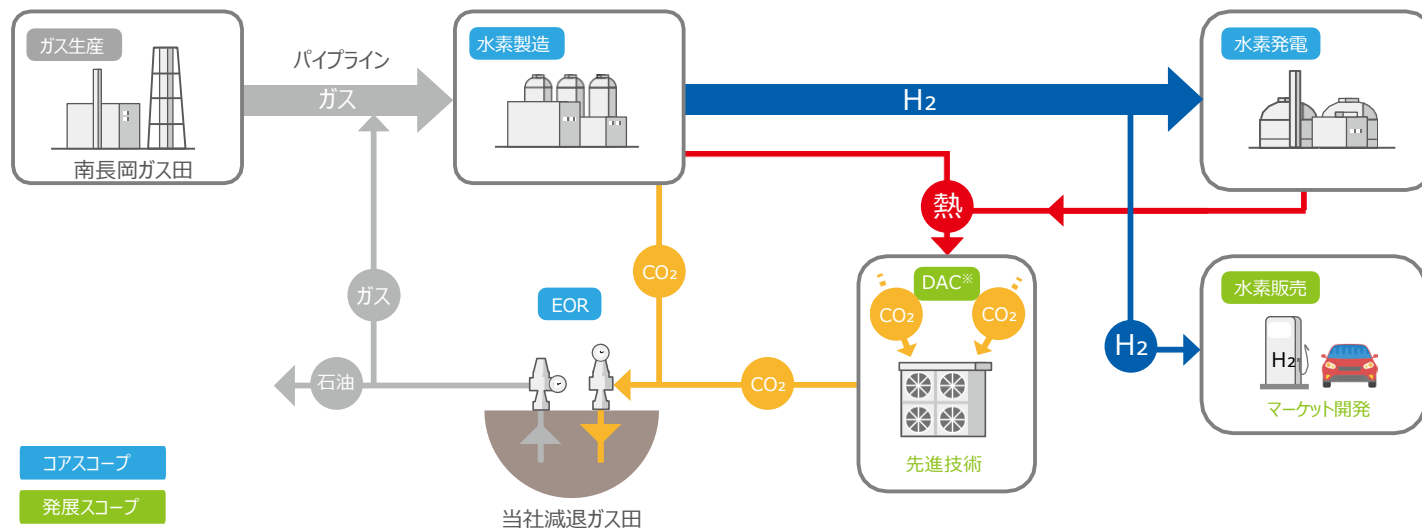 ガス生産
南長岡ガス田
パイプライン
ガス
水素製造
H₂
水素発電
熱
CO₂
ガス
EOR
DAC※
CO₂
CO₂
水素販売
H₂
H₂
マーケット開発
石油
CO₂
先進技術
コアスコープ
発展スコープ
当社減退ガス田